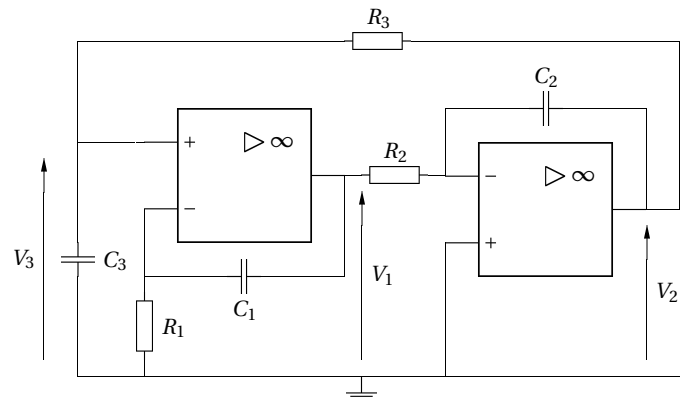 R3
C2
+ ▷ ∞
R2
− ▷ ∞
−
+
V3
C3
C1
V1
V2
R1